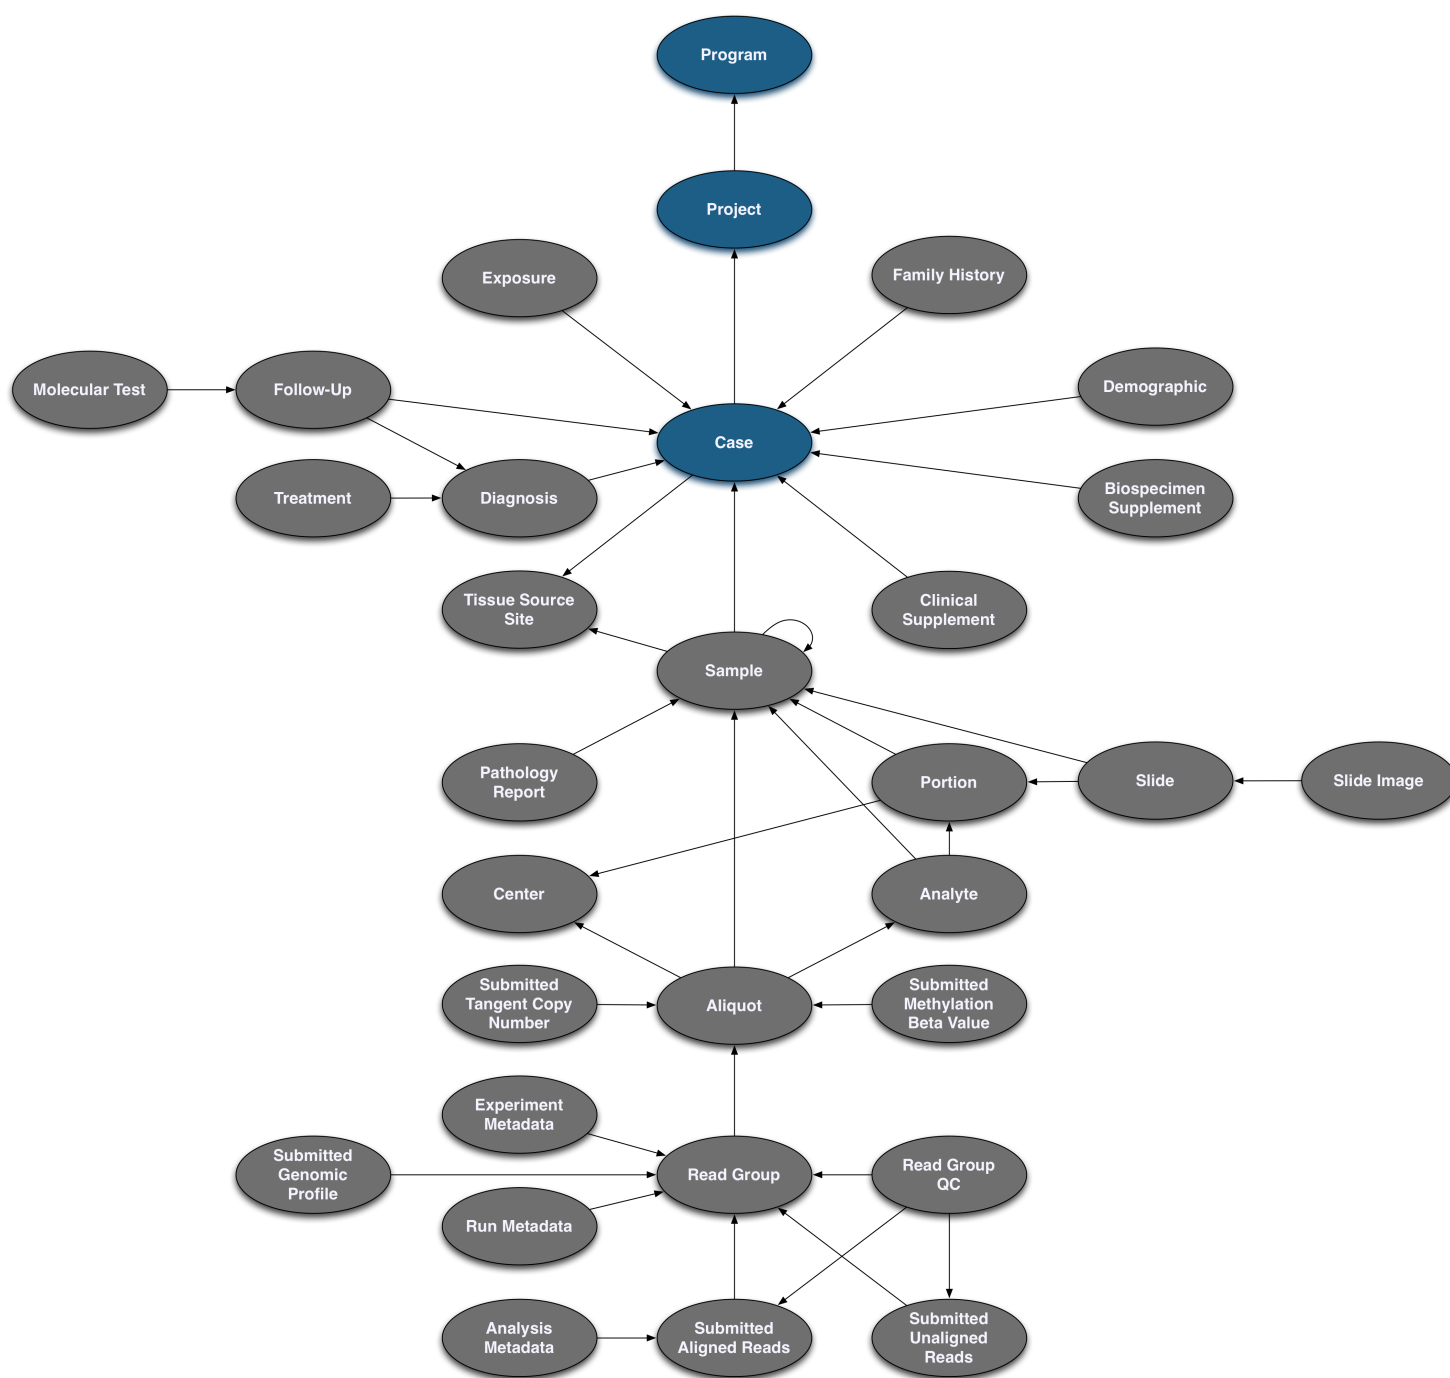 Program
Project
Exposure
Family History
Molecular Test
Follow-Up
Demographic
Case
Treatment
Diagnosis
Biospecimen
Supplement
Tissue Source
Site
Clinical
Supplement
Sample
Pathology
Report
Portion
Slide
Slide Image
Center
Analyte
Submitted
Tangent Copy
Number
Aliquot
Submitted
Methylation
Beta Value
Experiment
Metadata
Submitted
Genomic
Profile
Read Group
Read Group
QC
Run Metadata
Analysis
Metadata
Submitted
Aligned Reads
Submitted
Unaligned
Reads